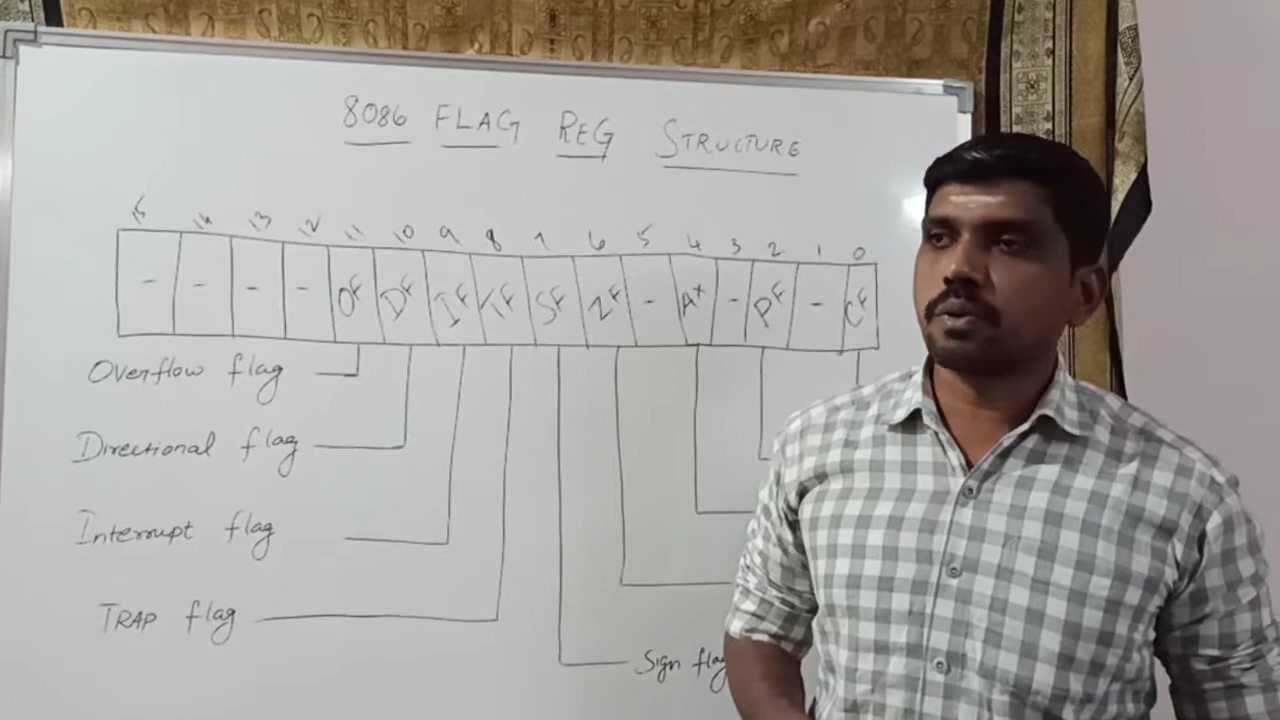 8086 FLAG REG STRUCTURE
15 14 13 12 11 10 9 8 7 6 5 4 3 2 1 0
- - - - OF DF IF TF SF ZF - A - PF - CF
Overflow flag
Directional flag
Interrupt flag
TRAP flag
Sign flag